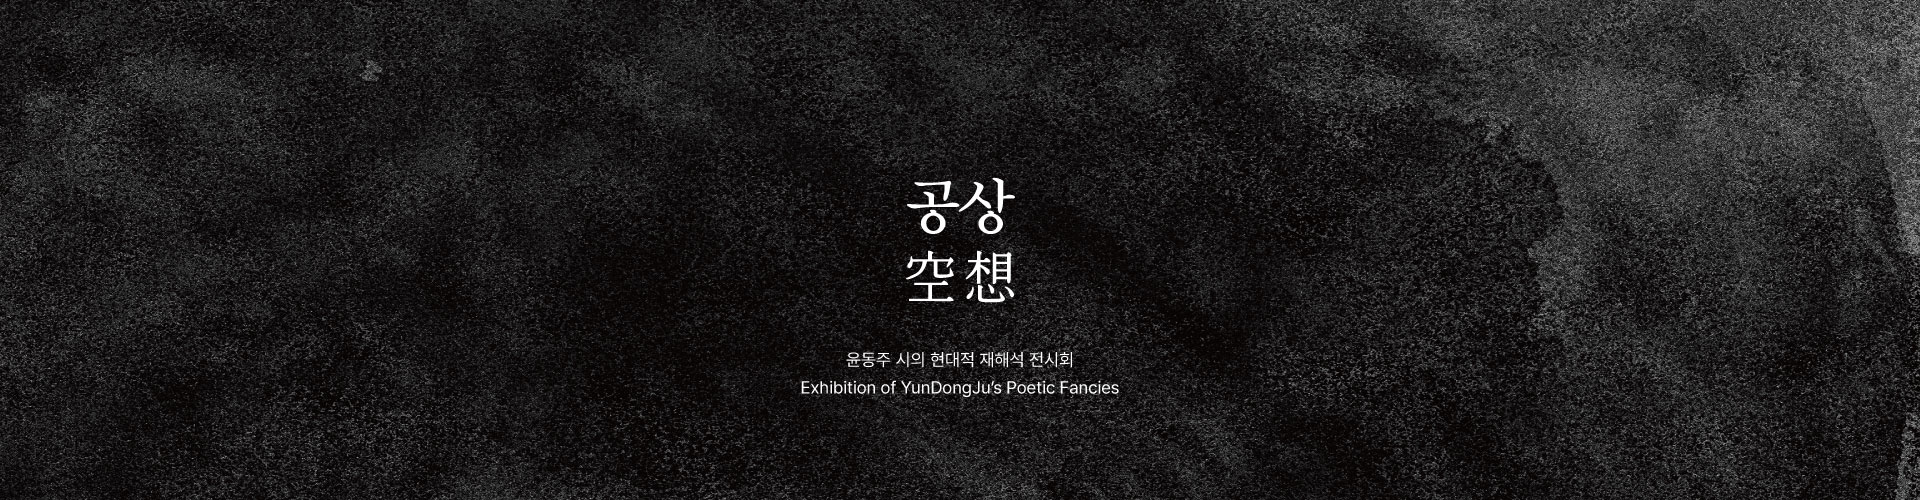 공상
空想
윤동주 시의 현대적 재해석 전시회
Exhibition of YunDongJu's Poetic Fancies